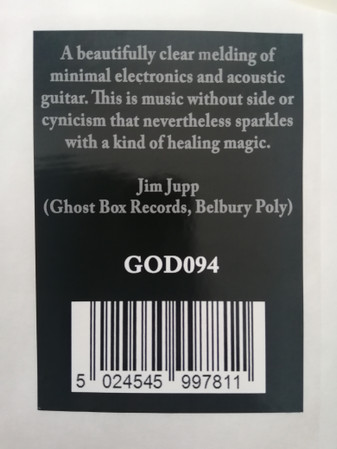 A beautifully clear melding of
minimal electronics and acoustic
guitar. This is music without side or
cynicism that nevertheless sparkles
with a kind of healing magic.
Jim Jupp
(Ghost Box Records, Belbury Poly)
GOD094
5 024545 997811